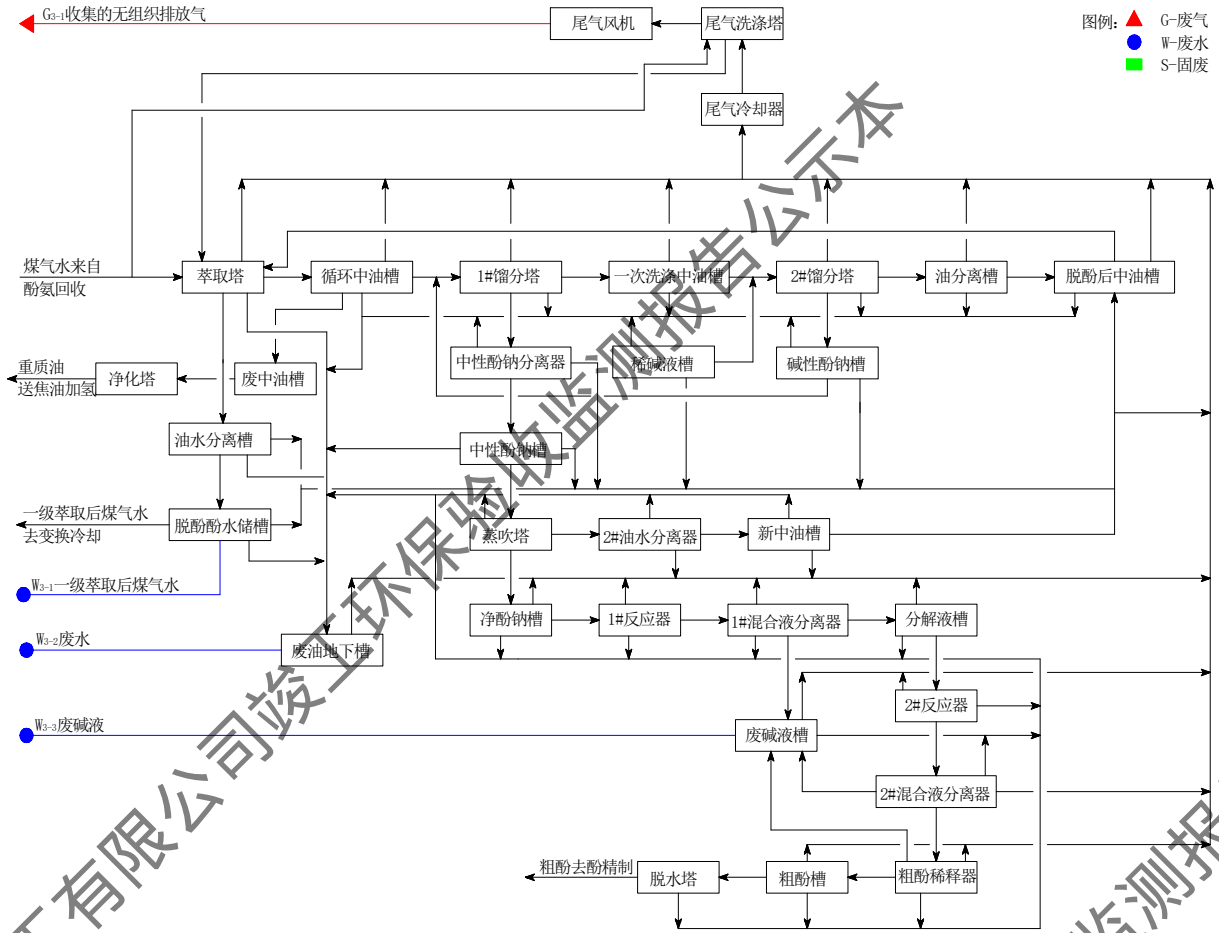 G3-1收集的无组织排放气
尾气风机
尾气洗涤塔
图例:
G-废气
W-废水
S-固废
尾气冷却器
煤气水来自
酚氨回收
萃取塔
循环中油槽
1#馏分塔
一次洗涤中油槽
2#馏分塔
油分离槽
脱酚后中油槽
重质油
送焦油加氢
净化塔
废中油槽
中性酚钠分离器
稀碱液槽
碱性酚钠槽
油水分离槽
中性酚钠槽
一级萃取后煤气水
去变换冷却
脱酚酚水储槽
蒸吹塔
2#油水分离器
新中油槽
W3-1一级萃取后煤气水
净酚钠槽
1#反应器
1#混合液分离器
分解液槽
W3-2废水
废油地下槽
2#反应器
W3-3废碱液
废碱液槽
2#混合液分离器
粗酚去酚精制
脱水塔
粗酚槽
粗酚稀释器
工有限公司竣工环保验收监测报告公示本
监测报